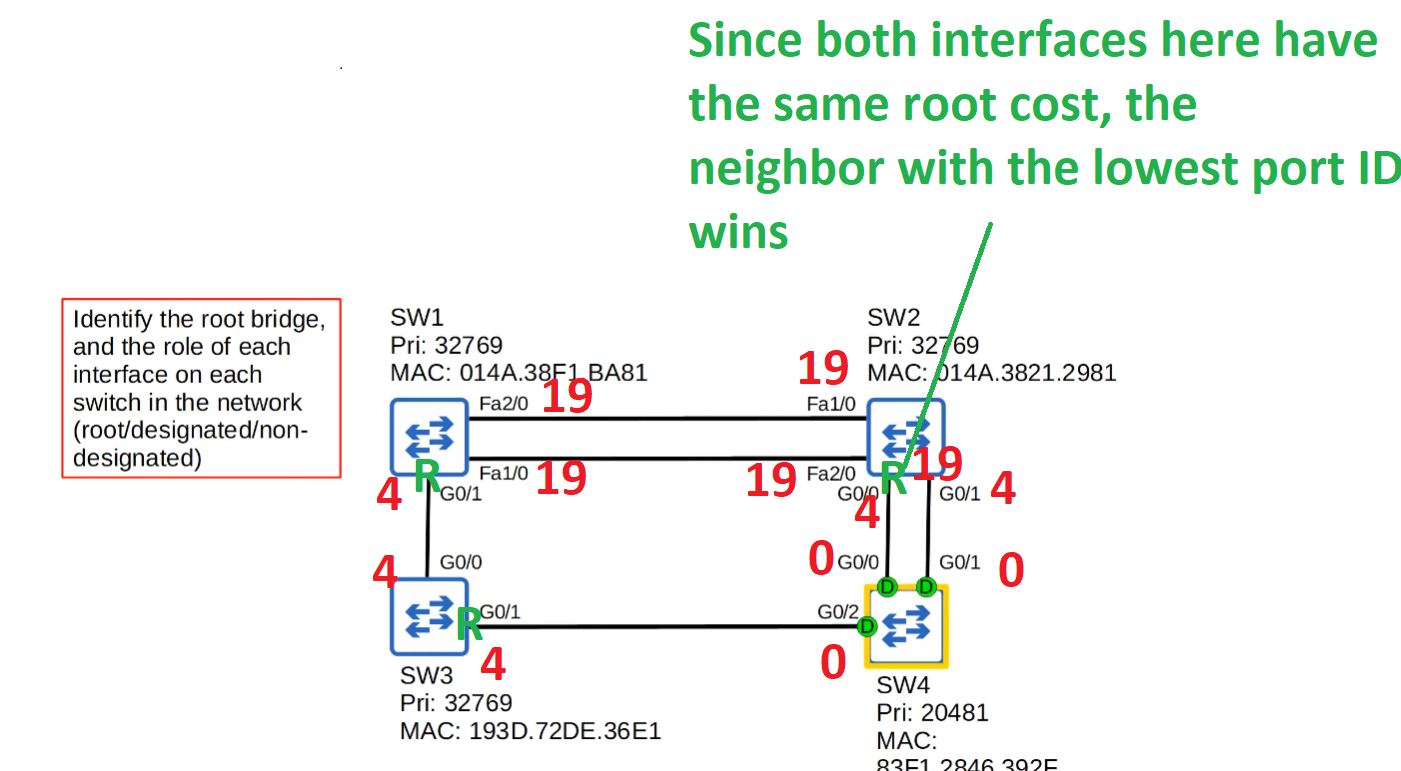 Since both interfaces here have
the same root cost, the
neighbor with the lowest port ID
wins
Identify the root bridge,
and the role of each
interface on each
switch in the network
(root/designated/non-
designated)
SW1
Pri: 32769
MAC: 014A.38F1.BA81
SW2
Pri: 32769
MAC: 014A.3821.2981
Fa2/0 19
19 Fa1/0
Fa1/0 19
19 Fa2/0
R
4 G0/1
R 19
G0/0 4
G0/1 4
4 G0/0
0 G0/0
G0/1 0
D D
R G0/1
4
G0/2 D
0
SW3
Pri: 32769
MAC: 193D.72DE.36E1
SW4
Pri: 20481
MAC: